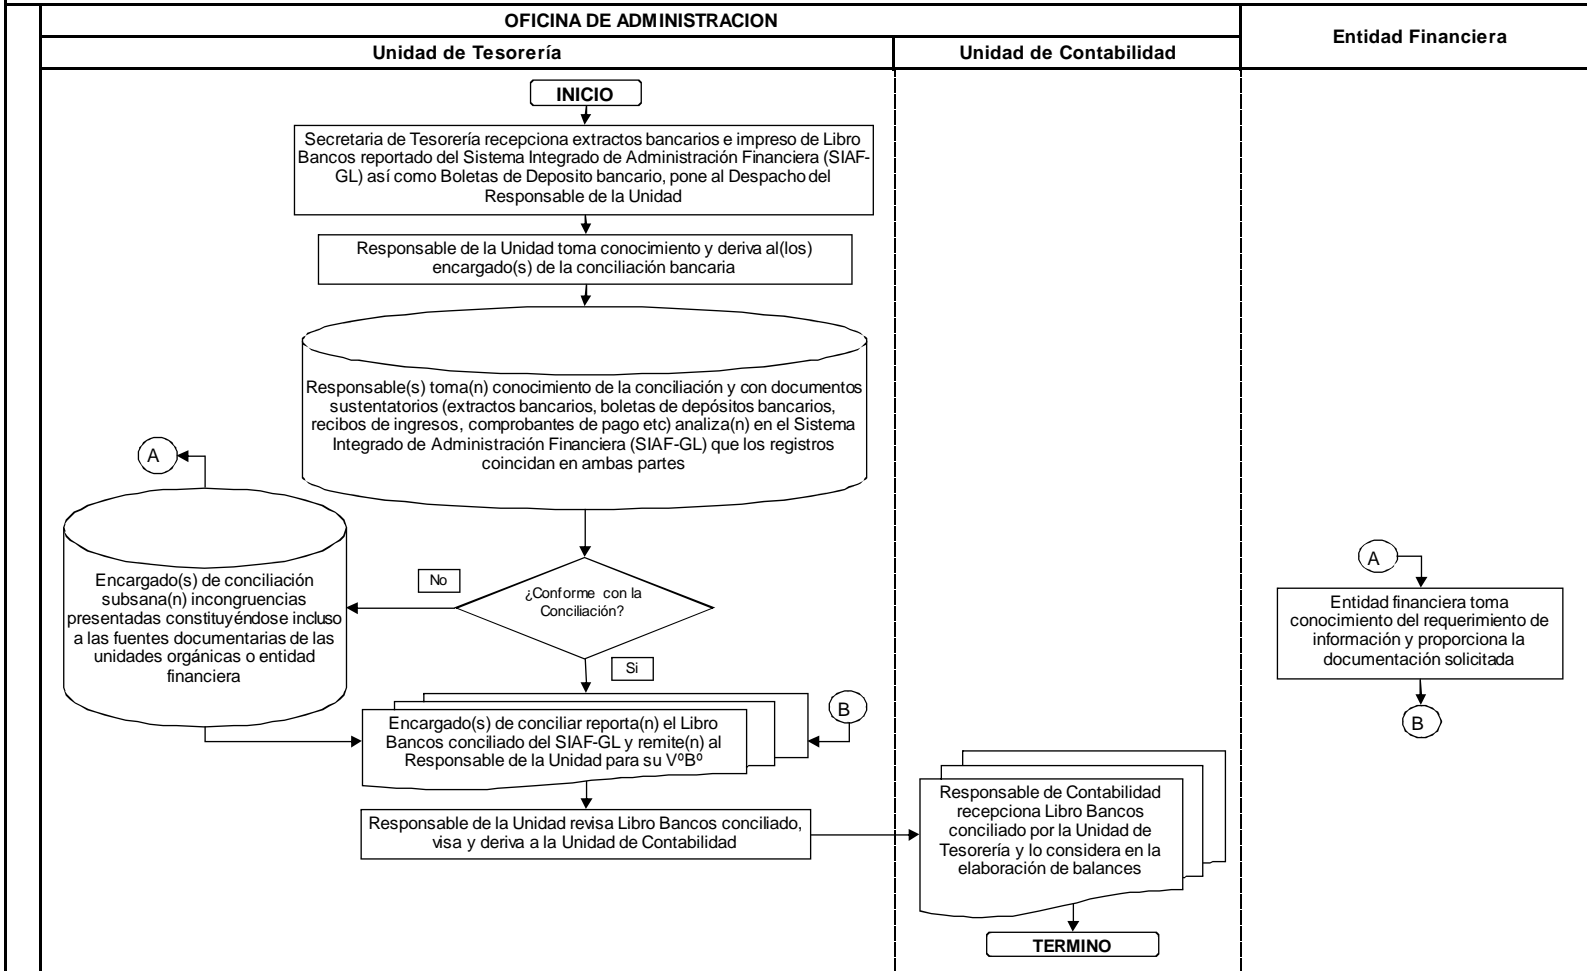 OFICINA DE ADMINISTRACION
Unidad de Tesorería
Unidad de Contabilidad
Entidad Financiera
INICIO
Secretaria de Tesorería recepciona extractos bancarios e impreso de Libro
Bancos reportado del Sistema Integrado de Administración Financiera (SIAF-
GL) así como Boletas de Deposito bancario, pone al Despacho del
Responsable de la Unidad
Responsable de la Unidad toma conocimiento y deriva al(los)
encargado(s) de la conciliación bancaria
Responsable(s) toma(n) conocimiento de la conciliación y con documentos
sustentatorios (extractos bancarios, boletas de depósitos bancarios,
recibos de ingresos, comprobantes de pago etc) analiza(n) en el Sistema
Integrado de Administración Financiera (SIAF-GL) que los registros
coincidan en ambas partes
A
Encargado(s) de conciliación
subsana(n) incongruencias
presentadas constituyéndose incluso
a las fuentes documentarias de las
unidades orgánicas o entidad
financiera
No
¿Conforme con la
Conciliación?
Si
A
Entidad financiera toma
conocimiento del requerimiento de
información y proporciona la
documentación solicitada
B
Encargado(s) de conciliar reporta(n) el Libro
Bancos conciliado del SIAF-GL y remite(n) al
Responsable de la Unidad para su VºBº
B
Responsable de la Unidad revisa Libro Bancos conciliado,
visa y deriva a la Unidad de Contabilidad
Responsable de Contabilidad
recepciona Libro Bancos
conciliado por la Unidad de
Tesorería y lo considera en la
elaboración de balances
TERMINO